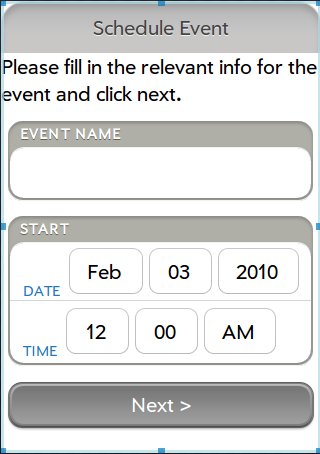 Schedule Event
Please fill in the relevant info for the
event and click next.
EVENT NAME
START
DATE Feb 03 2010
TIME 12 00 AM
Next >